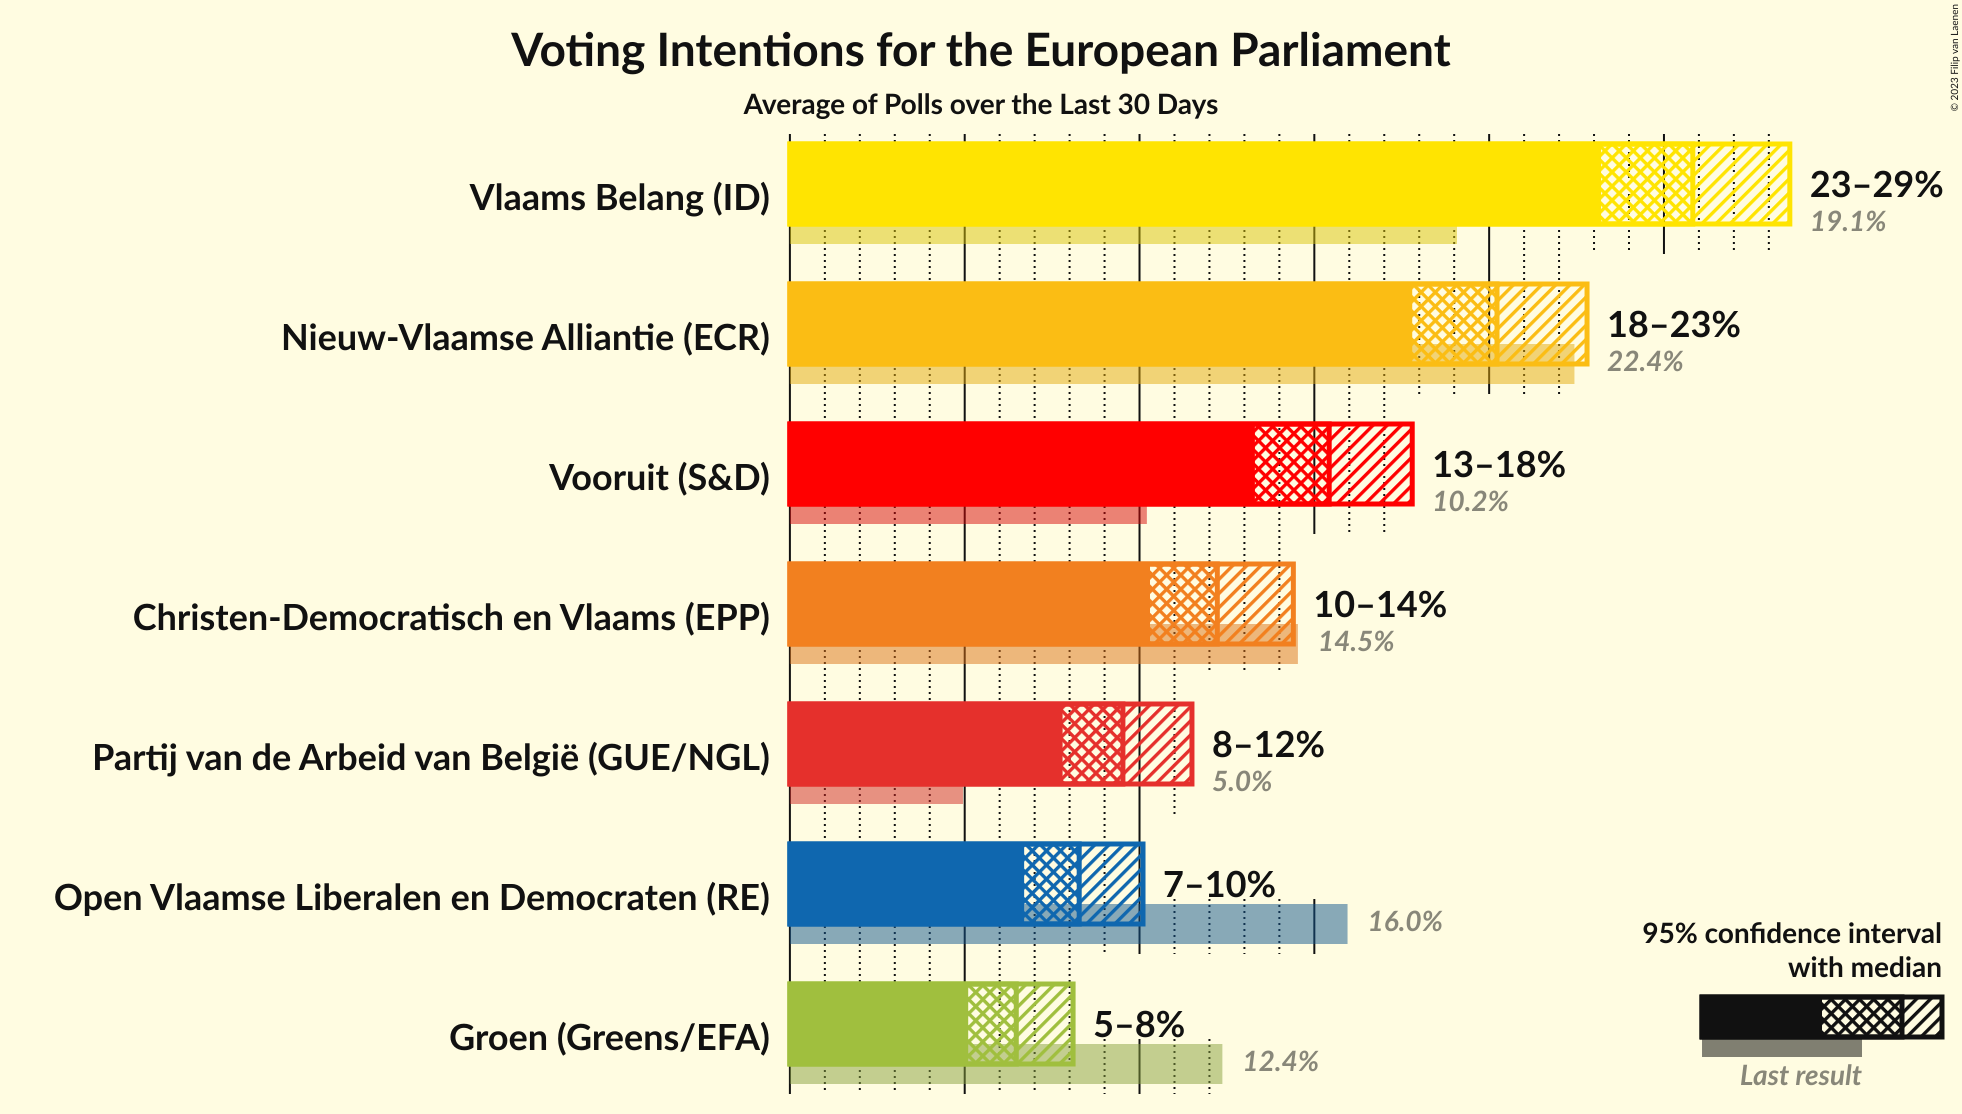 Voting Intentions for the European Parliament
Average of Polls over the Last 30 Days
© 2023 Filip van Laenen
Vlaams Belang (ID)
23–29%
19.1%
Nieuw-Vlaamse Alliantie (ECR)
18–23%
22.4%
Vooruit (S&D)
13–18%
10.2%
Christen-Democratisch en Vlaams (EPP)
10–14%
14.5%
Partij van de Arbeid van België (GUE/NGL)
8–12%
5.0%
Open Vlaamse Liberalen en Democraten (RE)
7–10%
16.0%
Groen (Greens/EFA)
5–8%
12.4%
95% confidence interval
with median
Last result